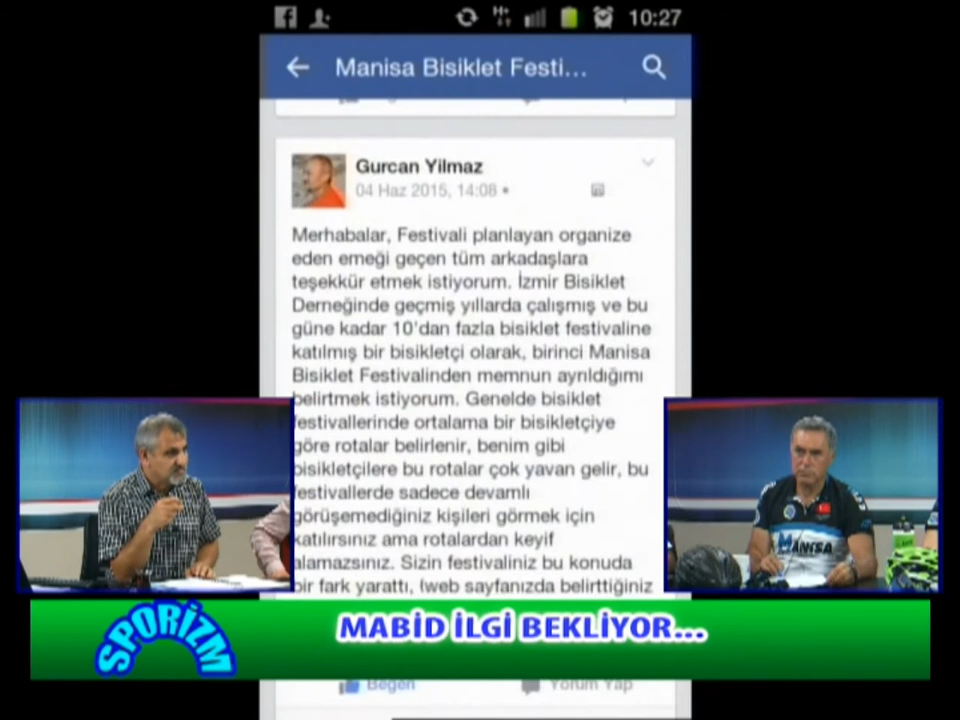 10:27
Manisa Bisiklet Festi...
Gurcan Yilmaz
04 Haz 2015, 14:08
Merhabalar, Festivali planlayan organize
eden emeği geçen tüm arkadaşlara
teşekkür etmek istiyorum. İzmir Bisiklet
Derneğinde geçmiş yıllarda çalışmış ve bu
güne kadar 10'dan fazla bisiklet festivaline
katılmış bir bisikletçi olarak, birinci Manisa
Bisiklet Festivalinden memnun ayrıldığımı
belirtmek istiyorum. Genelde bisiklet
festivallerinde ortalama bir bisikletçiye
göre rotalar belirlenir, benim gibi
bisikletçilere bu rotalar çok yavan gelir, bu
festivallerde sadece devamlı
görüşemediğiniz kişileri görmek için
katılırsınız ama rotalardan keyif
alamazsınız. Sizin festivaliniz bu konuda
bir fark yarattı, (web sayfanızda belirttiğiniz
MANİSA
SPORİZM
MABİD İLGİ BEKLİYOR...
Beğen
Yorum Yap